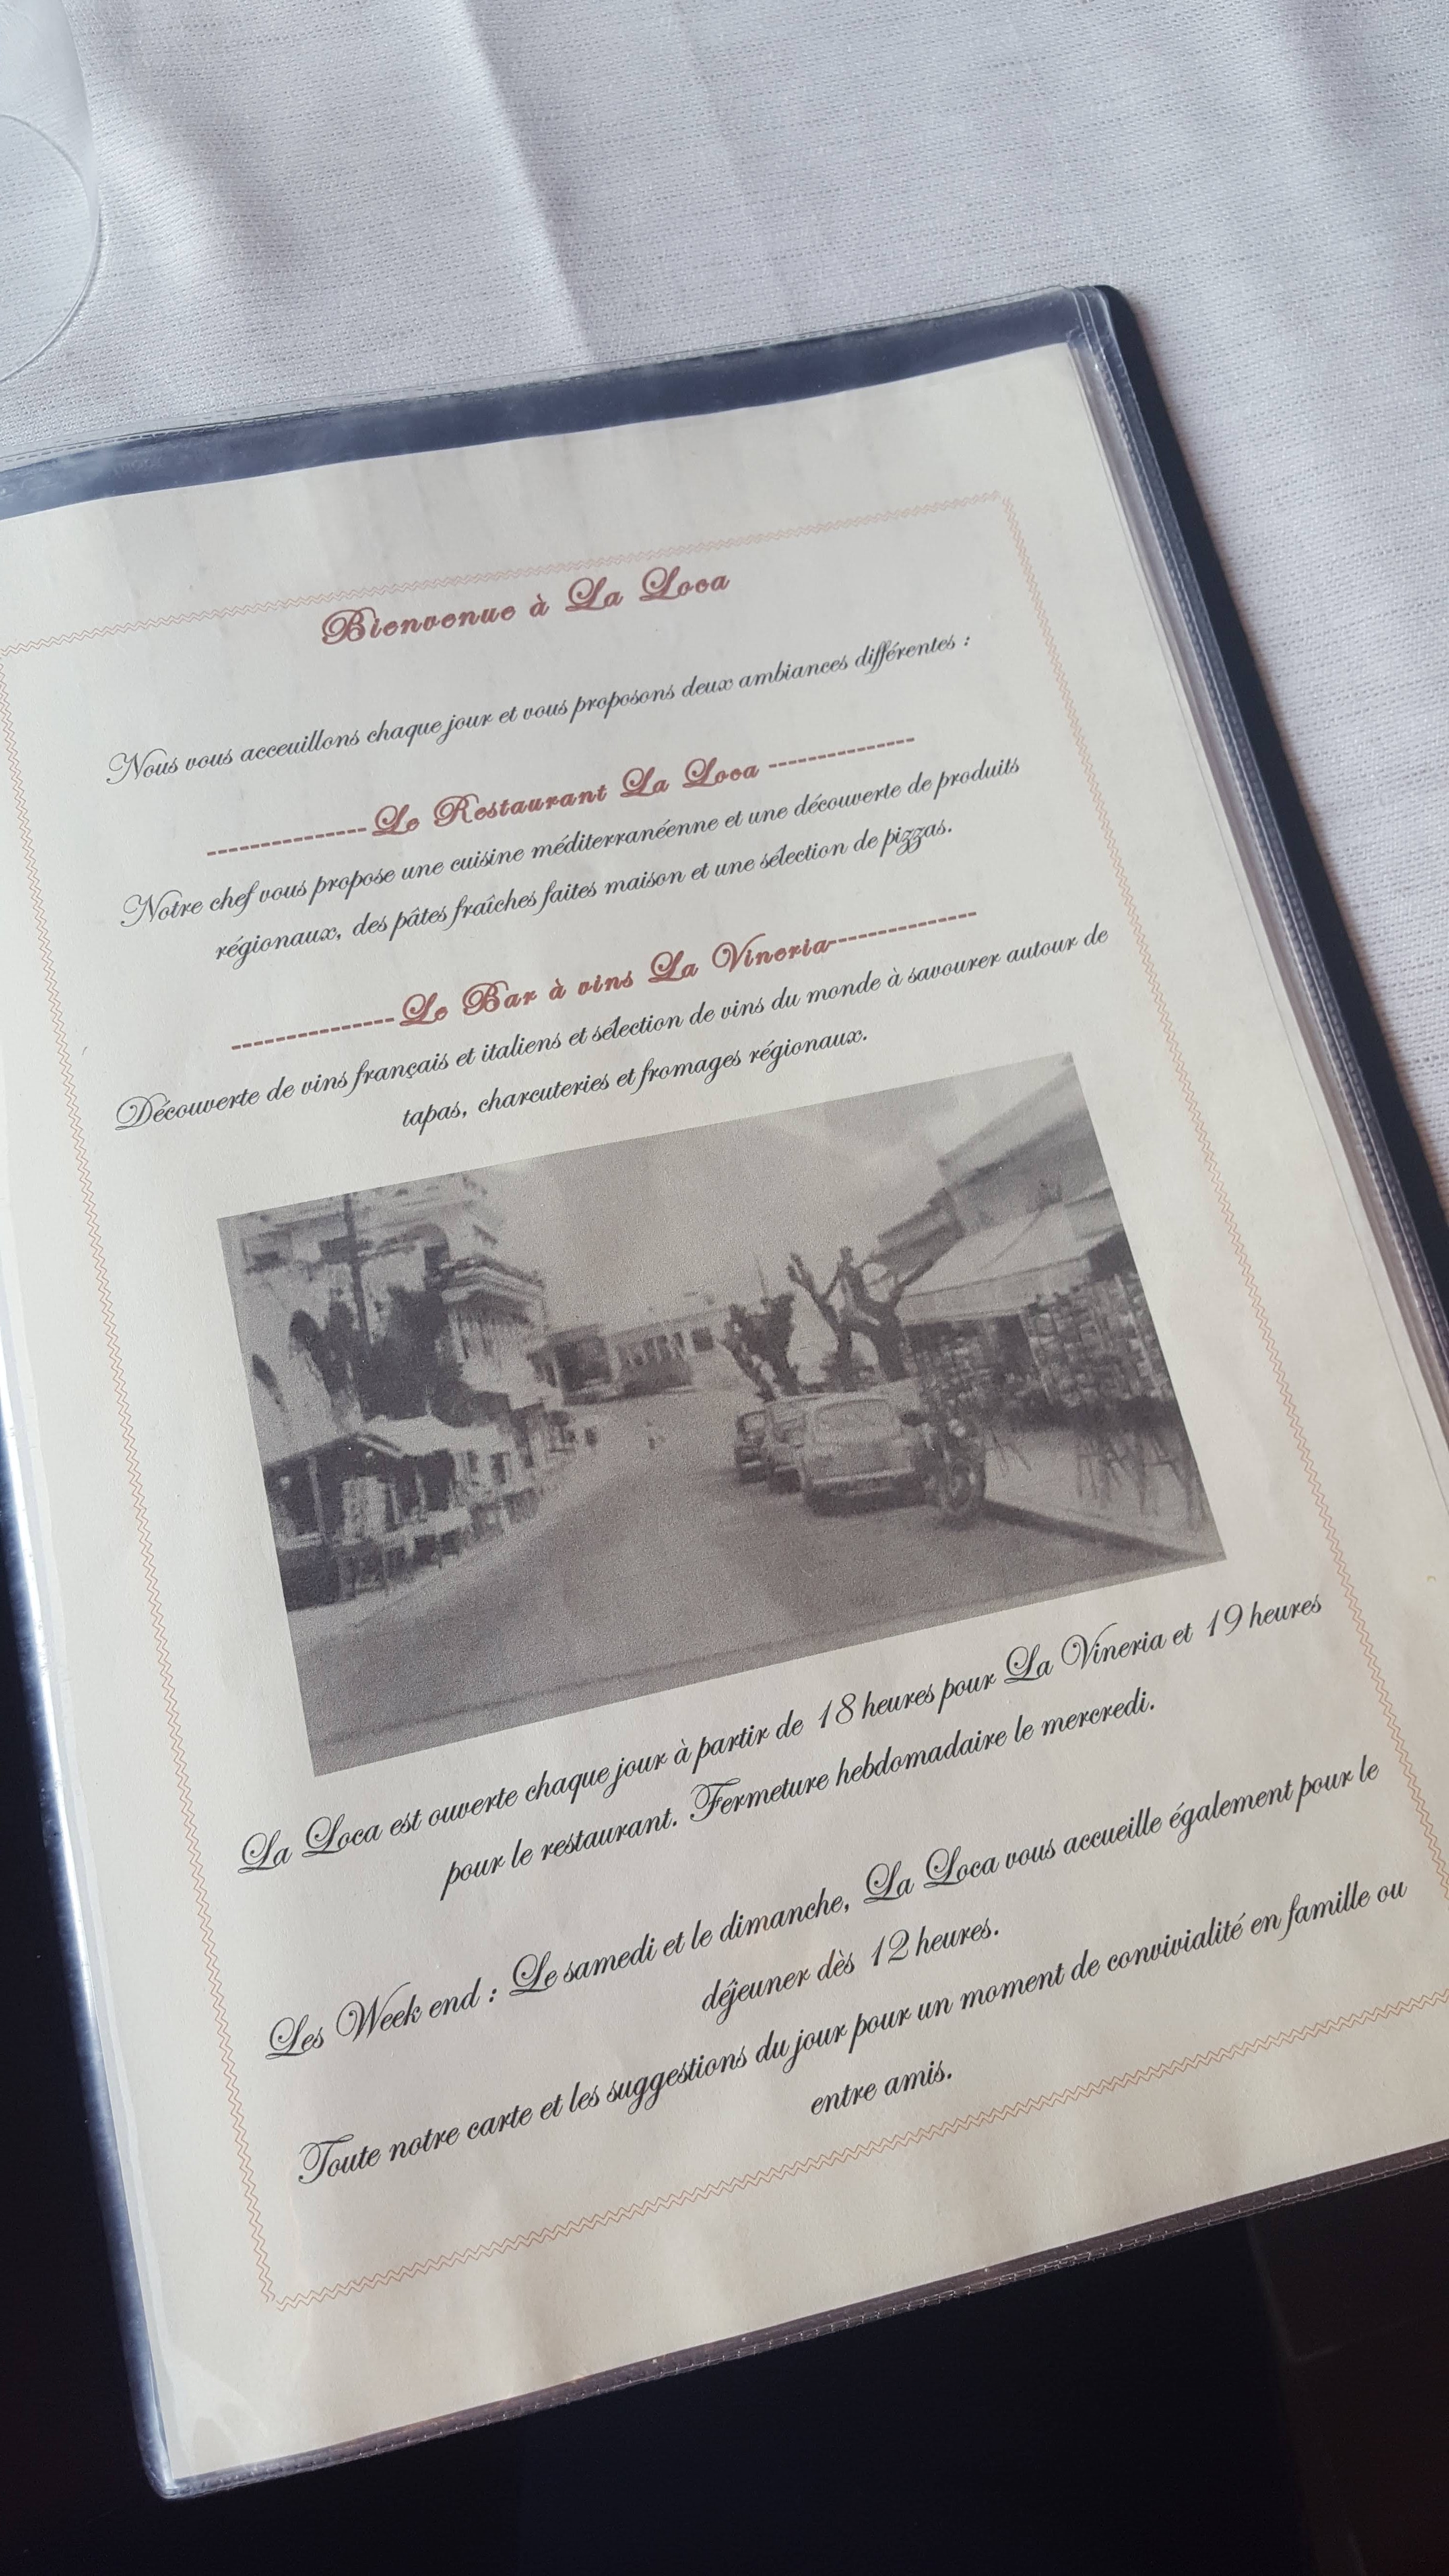 Bienvenue à La Loca
Nous vous acceuillons chaque jour et vous proposons deux ambiances différentes :
---------------Le Restaurant La Loca ---------------
Notre chef vous propose une cuisine méditerranéenne et une découverte de produits
régionaux, des pâtes fraîches faites maison et une sélection de pizzas.
---------------Le Bar à vins La Vineria---------------
Découverte de vins français et italiens et sélection de vins du monde à savourer autour de
tapas, charcuteries et fromages régionaux.
La Loca est ouverte chaque jour à partir de 18 heures pour La Vineria et 19 heures
pour le restaurant. Fermeture hebdomadaire le mercredi.
Les Week end : Le samedi et le dimanche, La Loca vous accueille également pour le
déjeuner dès 12 heures.
Toute notre carte et les suggestions du jour pour un moment de convivialité en famille ou
entre amis.